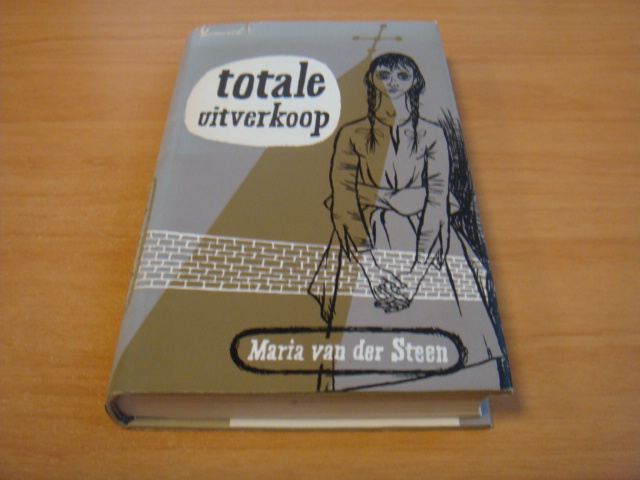 totale
uitverkoop
Maria van der Steen